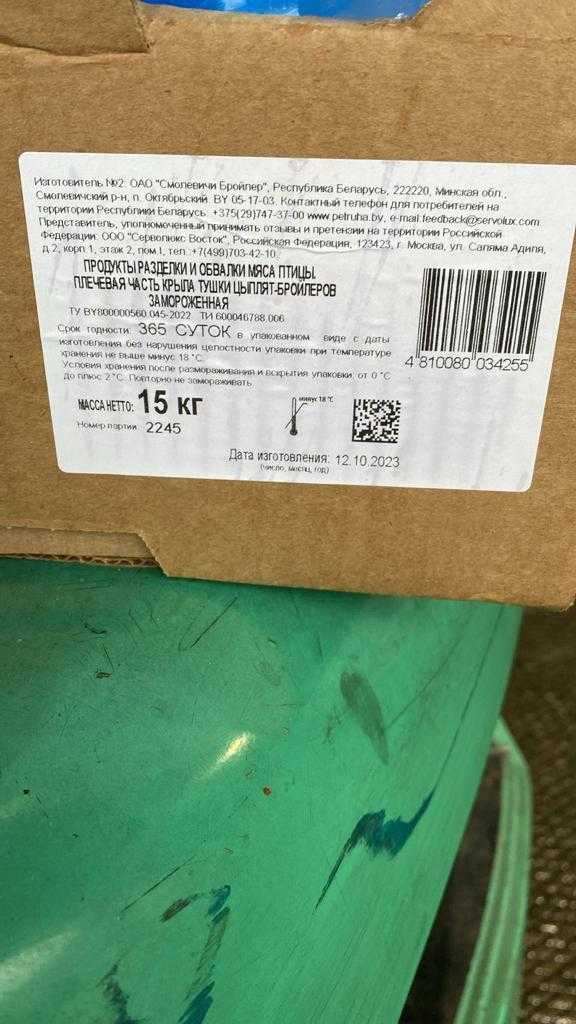 Изготовитель №2: ОАО "Смолевичи Бройлер", Республика Беларусь, 222220, Минская обл.,
Смолевичский р-н, п. Октябрьский. BY 05-17-03. Контактный телефон для потребителей на
территории Республики Беларусь: +375(29)747-37-00 www.petruha.by, e-mail:feedback@servolux.com
Представитель, уполномоченный принимать отзывы и претензии на территории Российской
Федерации: ООО "Серволюкс Восток", Российская Федерация, 123423, г. Москва, ул. Саляма Адиля,
д.2, корп 1, этаж 2, пом 1, тел. +7(499)703-42-10.
ПРОДУКТЫ РАЗДЕЛКИ И ОБВАЛКИ МЯСА ПТИЦЫ.
ПЛЕЧЕВАЯ ЧАСТЬ КРЫЛА ТУШКИ ЦЫПЛЯТ-БРОЙЛЕРОВ
ЗАМОРОЖЕННАЯ
ТУ BY800000560.045-2022 ТИ 600046788.006
Срок годности: 365 СУТОК в упакованном виде с даты
изготовления без нарушения целостности упаковки при температуре
хранения не выше минус 18 °С.
Условия хранения после размораживания и вскрытия упаковки: от 0 °С
до плюс 2 °С. Повторно не замораживать.
4 810080 034255
МАССА НЕТТО: 15 КГ
минус 18 °С
Номер партии: 2245
Дата изготовления: 12.10.2023
(число, месяц, год)